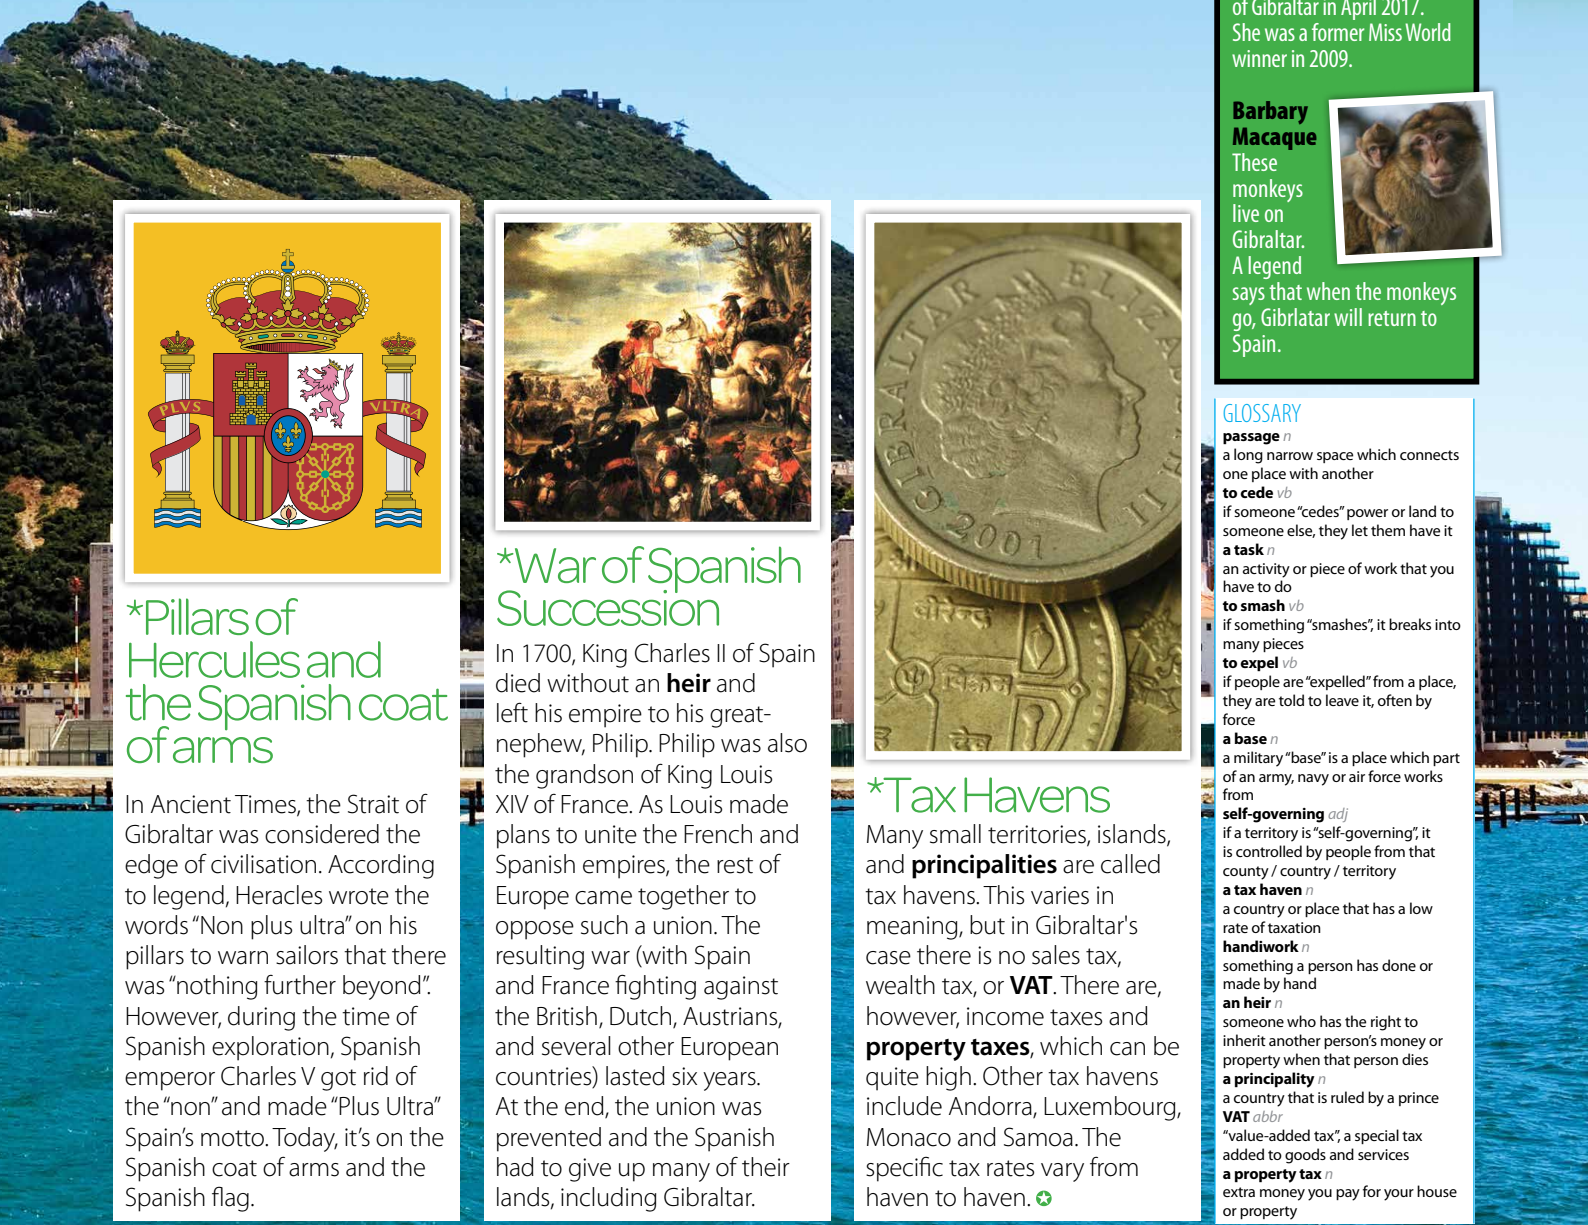 of Gibraltar in April 2017.
She was a former Miss World
winner in 2009.
Barbary
Macaque
These
monkeys
live on
Gibraltar.
A legend
says that when the monkeys
go, Gibrlatar will return to
Spain.
PLVS
VLTRA
*Pillars of
Hercules and
the Spanish coat
of arms
In Ancient Times, the Strait of
Gibraltar was considered the
edge of civilisation. According
to legend, Heracles wrote the
words “Non plus ultra” on his
pillars to warn sailors that there
was “nothing further beyond”.
However, during the time of
Spanish exploration, Spanish
emperor Charles V got rid of
the “non” and made “Plus Ultra”
Spain’s motto. Today, it’s on the
Spanish coat of arms and the
Spanish flag.
*War of Spanish
Succession
In 1700, King Charles II of Spain
died without an heir and
left his empire to his great-
nephew, Philip. Philip was also
the grandson of King Louis
XIV of France. As Louis made
plans to unite the French and
Spanish empires, the rest of
Europe came together to
oppose such a union. The
resulting war (with Spain
and France fighting against
the British, Dutch, Austrians,
and several other European
countries) lasted six years.
At the end, the union was
prevented and the Spanish
had to give up many of their
lands, including Gibraltar.
GIBRALTAR
II
2001
वीरेन्द्र
*Tax Havens
Many small territories, islands,
and principalities are called
tax havens. This varies in
meaning, but in Gibraltar's
case there is no sales tax,
wealth tax, or VAT. There are,
however, income taxes and
property taxes, which can be
quite high. Other tax havens
include Andorra, Luxembourg,
Monaco and Samoa. The
specific tax rates vary from
haven to haven.
GLOSSARY
passage n
a long narrow space which connects
one place with another
to cede vb
if someone “cedes” power or land to
someone else, they let them have it
a task n
an activity or piece of work that you
have to do
to smash vb
if something “smashes”, it breaks into
many pieces
to expel vb
if people are “expelled” from a place,
they are told to leave it, often by
force
a base n
a military “base” is a place which part
of an army, navy or air force works
from
self-governing adj
if a territory is “self-governing”, it
is controlled by people from that
county / country / territory
a tax haven n
a country or place that has a low
rate of taxation
handiwork n
something a person has done or
made by hand
an heir n
someone who has the right to
inherit another person’s money or
property when that person dies
a principality n
a country that is ruled by a prince
VAT abbr
“value-added tax”, a special tax
added to goods and services
a property tax n
extra money you pay for your house
or property